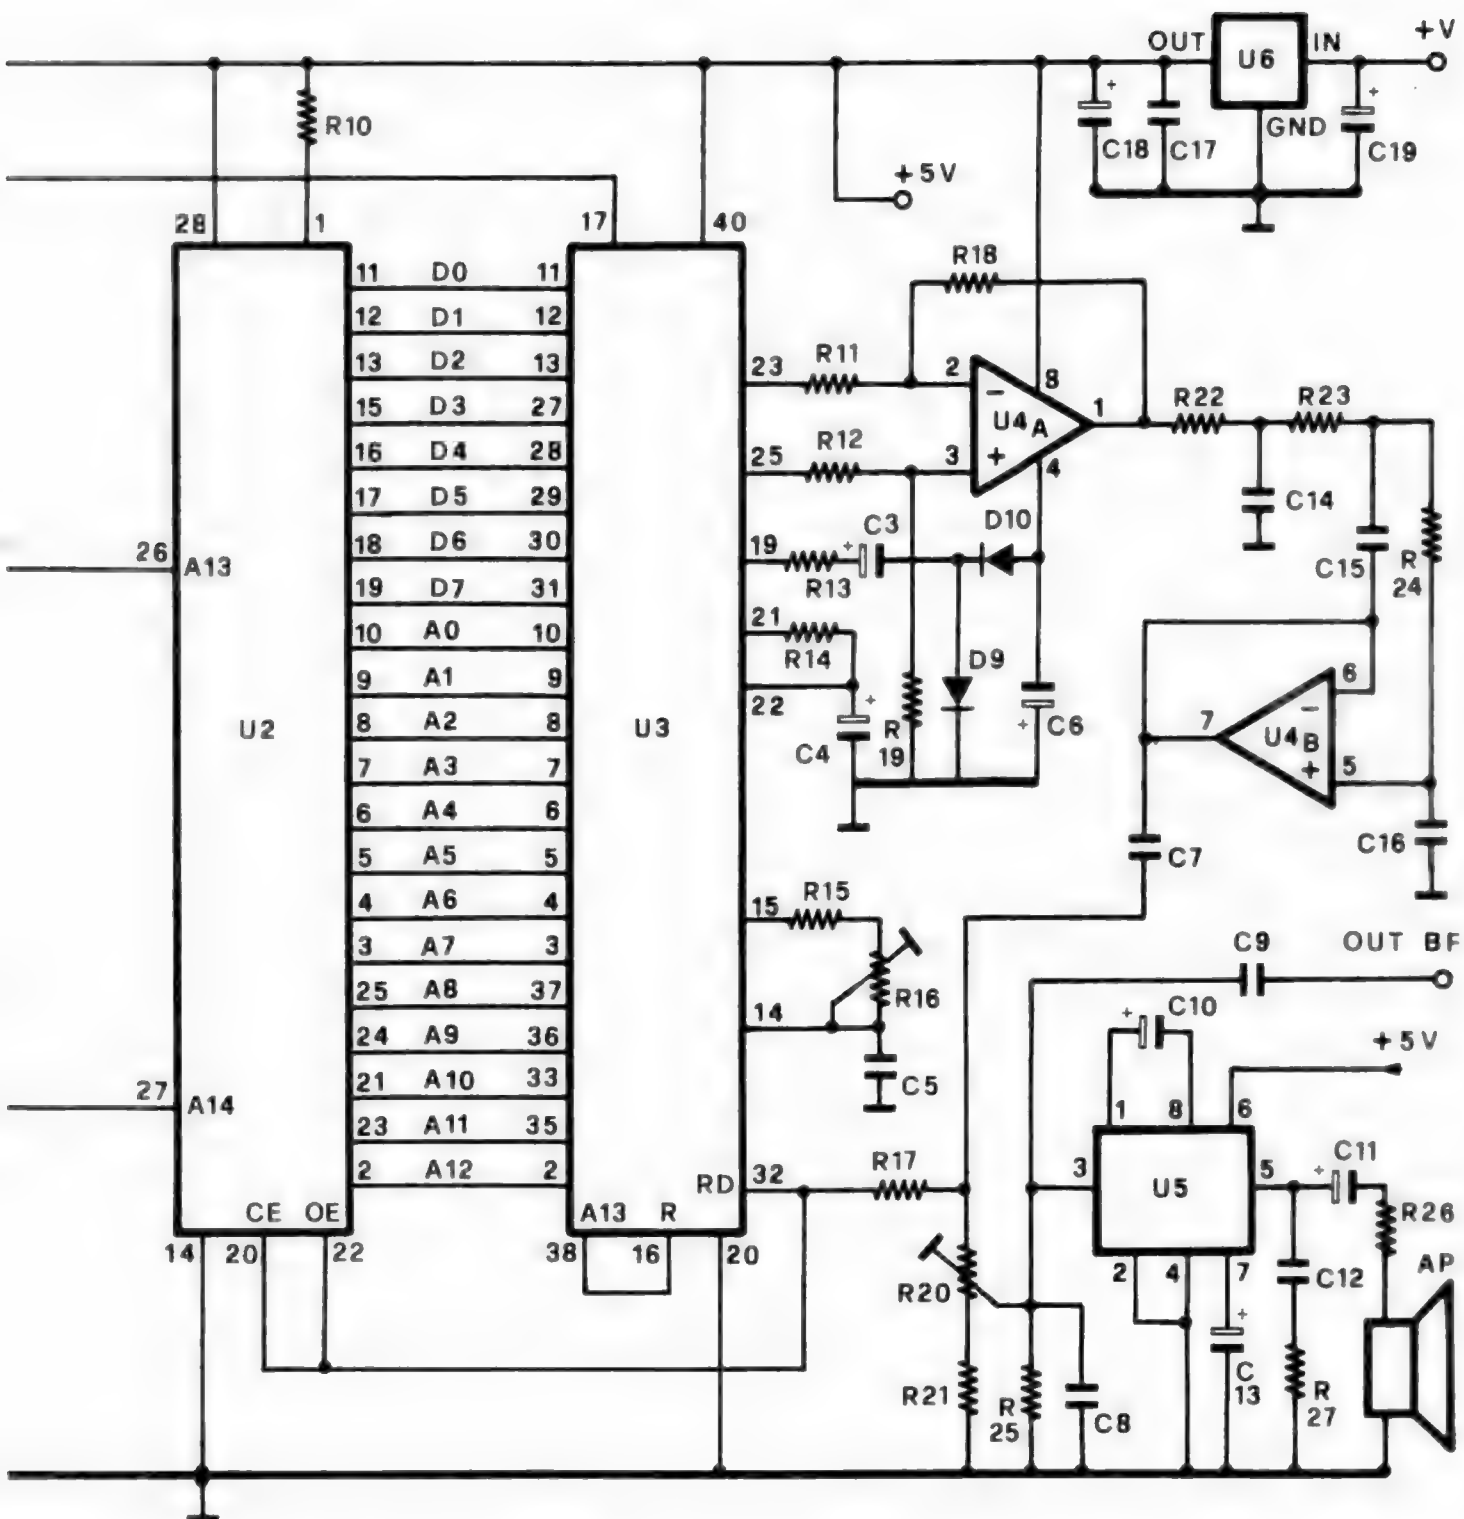 OUT U6 IN +V
GND
C18 C17 C19
R10
+5V
28 1 17 40
R18
11 D0 11
12 D1 12
13 D2 13
15 D3 27
16 D4 28
17 D5 29
18 D6 30
19 D7 31
10 A0 10
9 A1 9
8 A2 8
7 A3 7
6 A4 6
5 A5 5
4 A6 4
3 A7 3
25 A8 37
24 A9 36
21 A10 33
23 A11 35
2 A12 2
26 A13
27 A14
U2
U3
CE OE
14 20 22
A13 R
38 16 20
RD
23 R11 2 − 8
U4A 1
25 R12 3 + 4
R22 R23
C14
C15
R
24
19 R13 + C3 D10
21 R14
22
C4 +
R
19
D9
+ C6
6 −
7 U4B
5 +
C16
C7
15 R15
R16
14
C5
32 R17
C9 OUT BF
+ C10
+5V
1 8 6
3 U5 5
2 4 7
+ C11
R26
AP
C12
R
27
+
C
13
R20
R21
R
25
C8